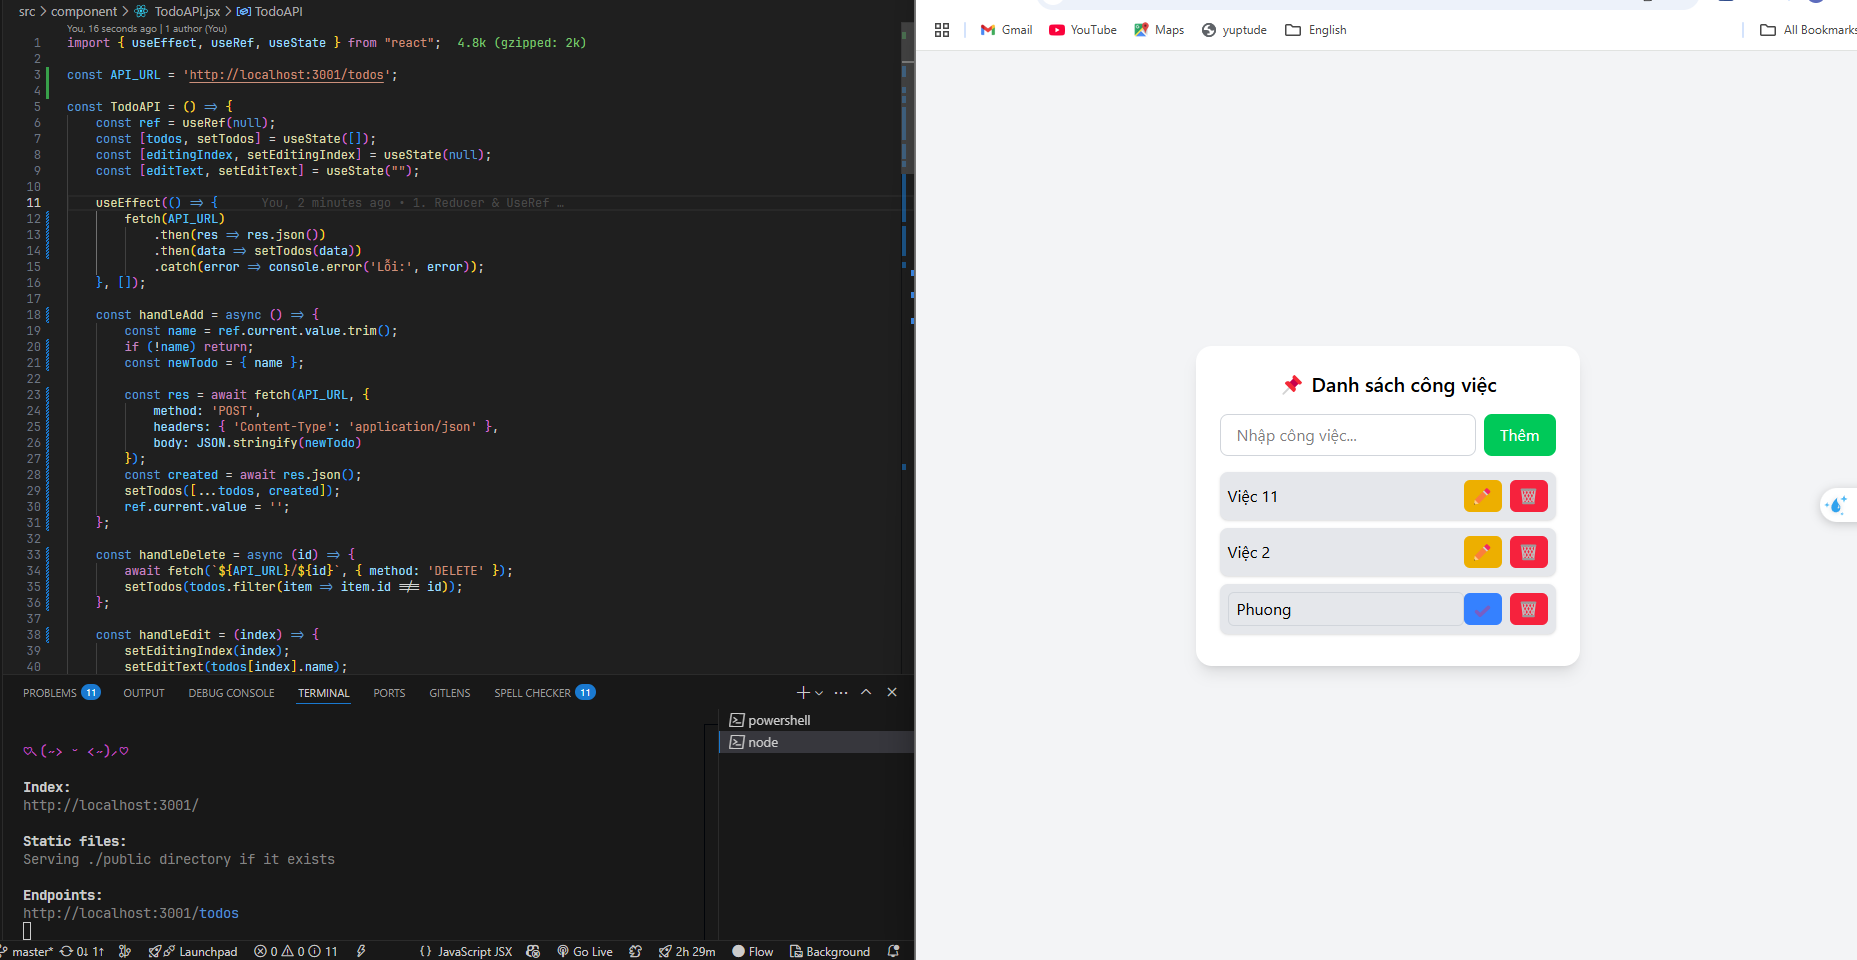 src > component > TodoAPI.jsx > TodoAPI
You, 16 seconds ago | 1 author (You)
1 import { useEffect, useRef, useState } from "react"; 4.8k (gzipped: 2k)
2
3 const API_URL = 'http://localhost:3001/todos';
4
5 const TodoAPI = () => {
6 const ref = useRef(null);
7 const [todos, setTodos] = useState([]);
8 const [editingIndex, setEditingIndex] = useState(null);
9 const [editText, setEditText] = useState("");
10
11 useEffect(() => { You, 2 minutes ago • 1. Reducer & UseRef …
12 fetch(API_URL)
13 .then(res => res.json())
14 .then(data => setTodos(data))
15 .catch(error => console.error('Lỗi:', error));
16 }, []);
17
18 const handleAdd = async () => {
19 const name = ref.current.value.trim();
20 if (!name) return;
21 const newTodo = { name };
22
23 const res = await fetch(API_URL, {
24 method: 'POST',
25 headers: { 'Content-Type': 'application/json' },
26 body: JSON.stringify(newTodo)
27 });
28 const created = await res.json();
29 setTodos([...todos, created]);
30 ref.current.value = '';
31 };
32
33 const handleDelete = async (id) => {
34 await fetch(`${API_URL}/${id}`, { method: 'DELETE' });
35 setTodos(todos.filter(item => item.id !== id));
36 };
37
38 const handleEdit = (index) => {
39 setEditingIndex(index);
40 setEditText(todos[index].name);
PROBLEMS 11 OUTPUT DEBUG CONSOLE TERMINAL PORTS GITLENS SPELL CHECKER 11
powershell
node
♡⸜(˶˃ ᵕ ˂˶)⸝♡
Index:
http://localhost:3001/
Static files:
Serving ./public directory if it exists
Endpoints:
http://localhost:3001/todos
master* 0↓ 1↑ Launchpad 0 0 11 {} JavaScript JSX Go Live 2h 29m Flow Background
Gmail YouTube Maps yuptude English All Bookmarks
📌 Danh sách công việc
Nhập công việc... Thêm
Việc 11
Việc 2
Phuong